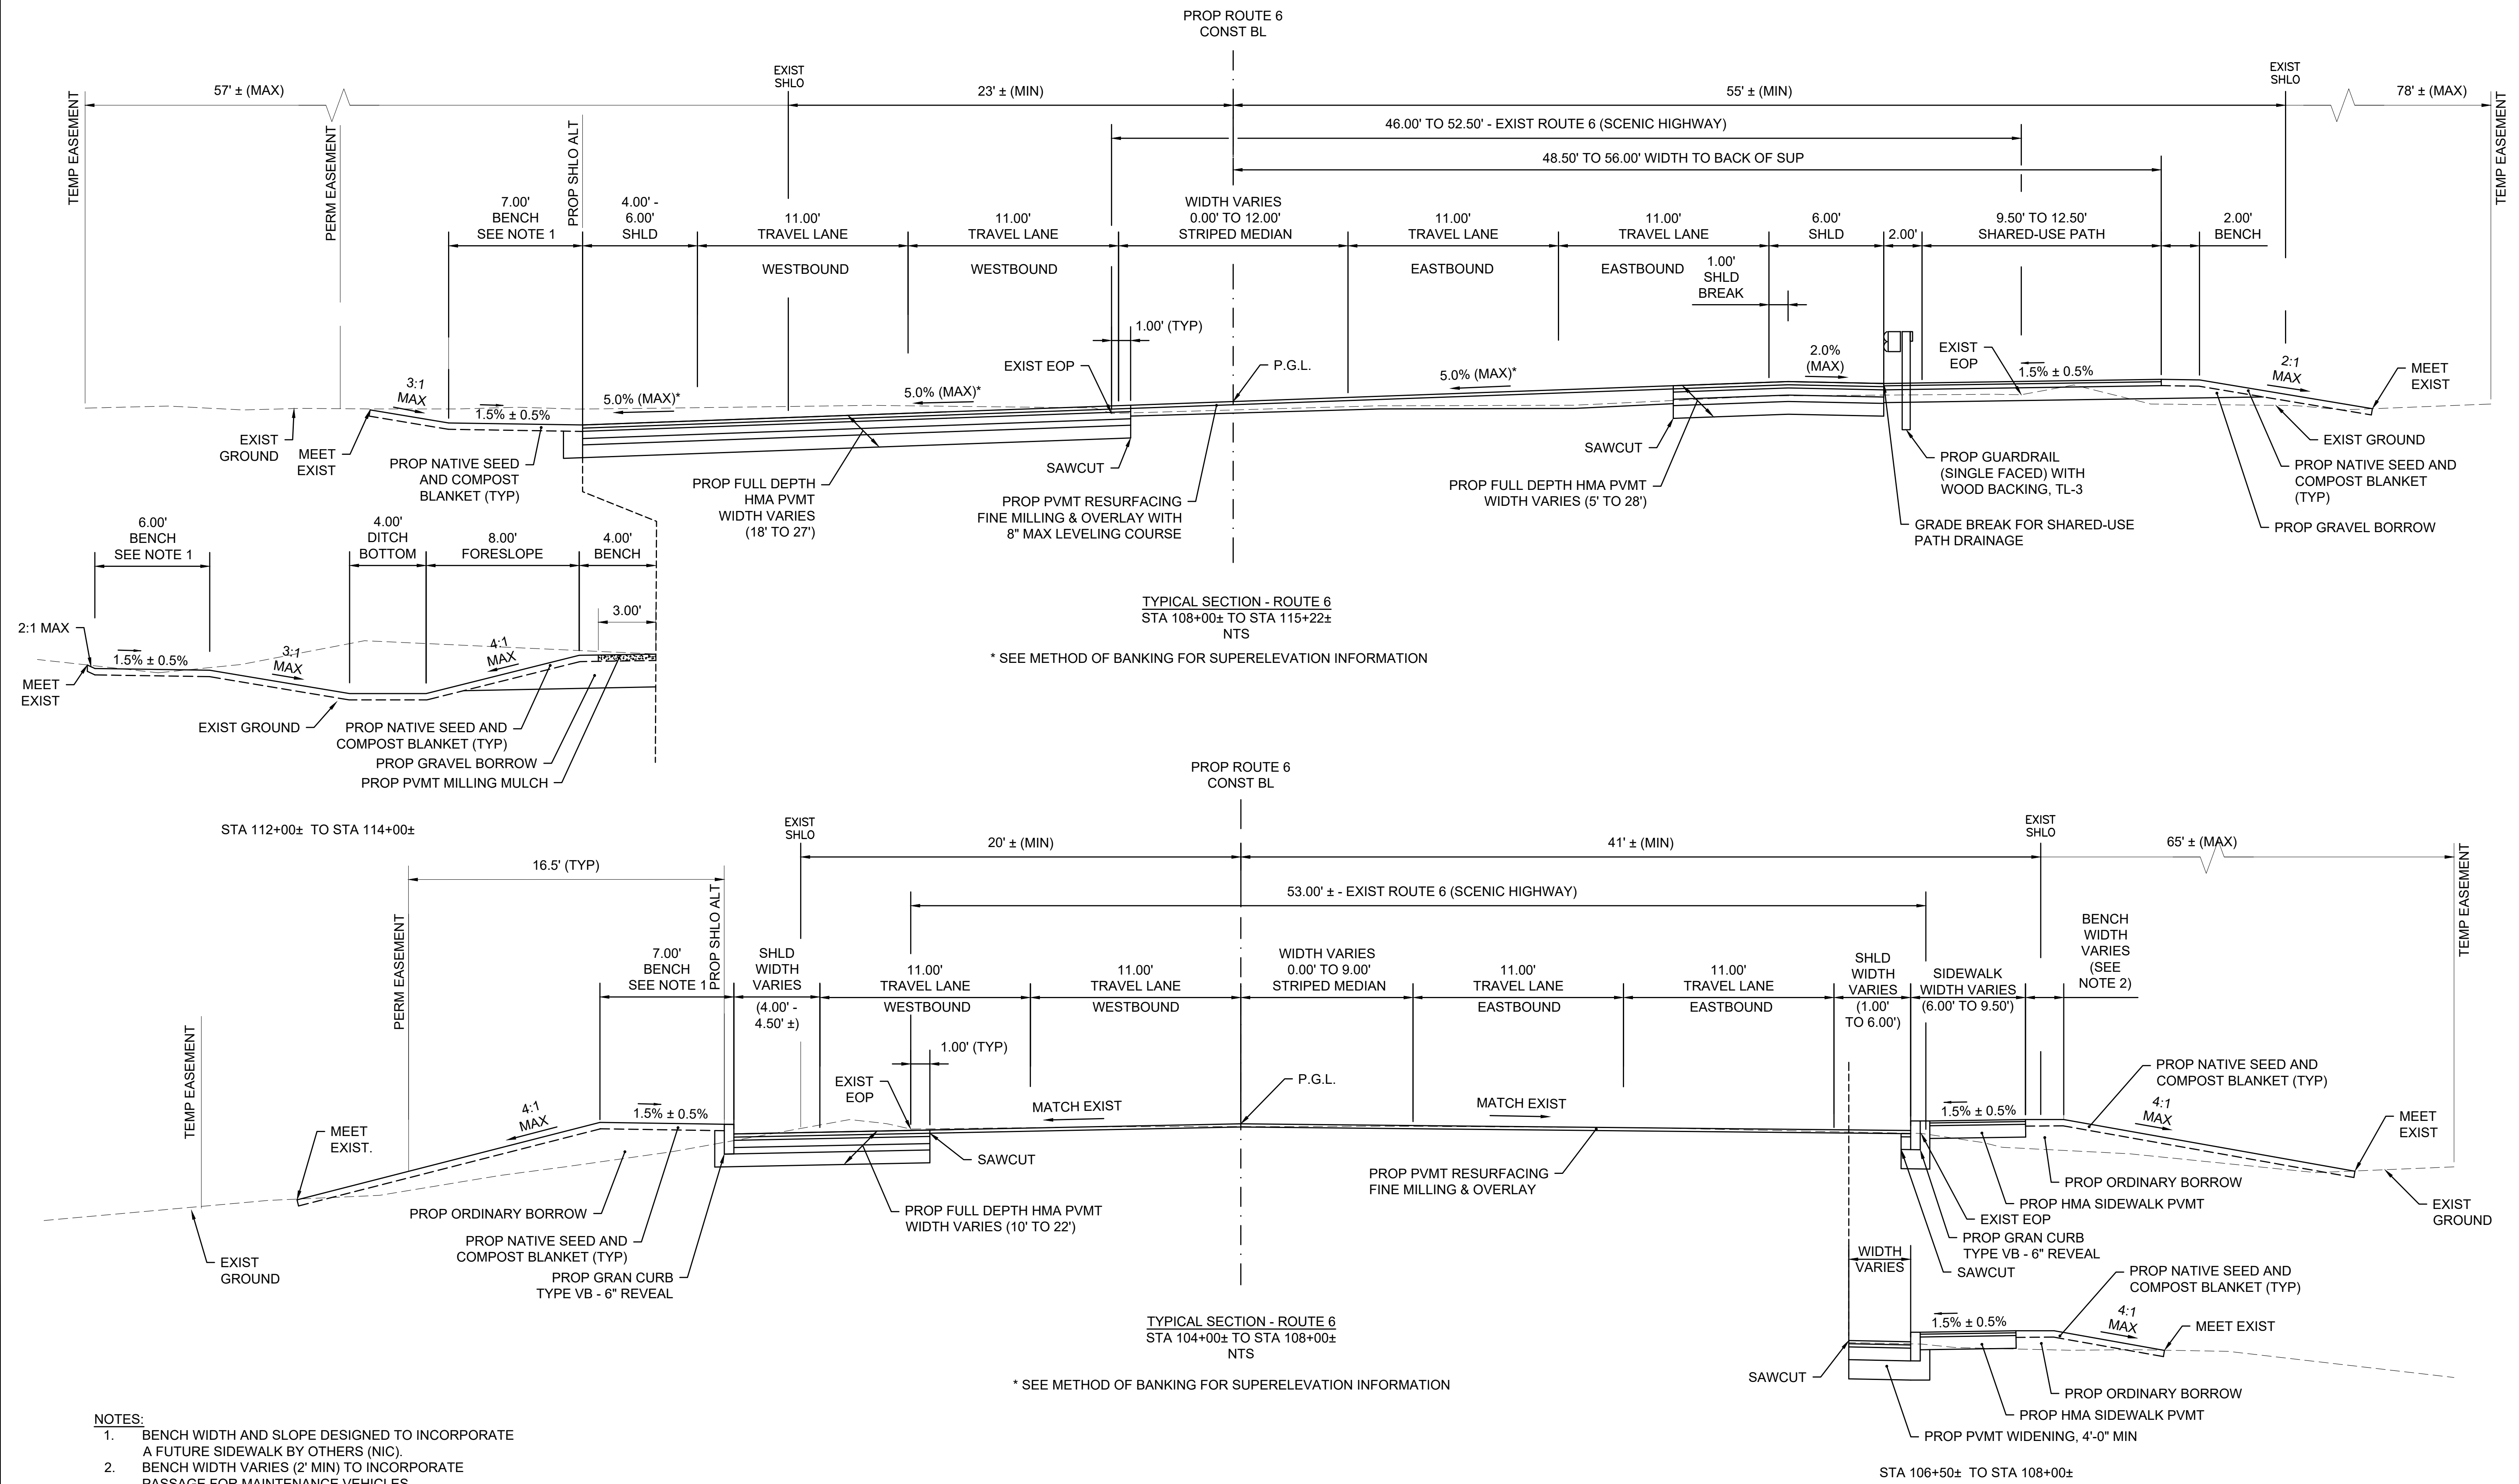 PROP ROUTE 6
CONST BL
EXIST
SHLO
EXIST
SHLO
57' ± (MAX)
23' ± (MIN)
55' ± (MIN)
78' ± (MAX)
TEMP EASEMENT
PERM EASEMENT
PROP SHLO ALT
TEMP EASEMENT
46.00' TO 52.50' - EXIST ROUTE 6 (SCENIC HIGHWAY)
48.50' TO 56.00' WIDTH TO BACK OF SUP
7.00'
BENCH
SEE NOTE 1
4.00' -
6.00'
SHLD
11.00'
TRAVEL LANE
WESTBOUND
11.00'
TRAVEL LANE
WESTBOUND
WIDTH VARIES
0.00' TO 12.00'
STRIPED MEDIAN
11.00'
TRAVEL LANE
EASTBOUND
11.00'
TRAVEL LANE
EASTBOUND
6.00'
SHLD
2.00'
9.50' TO 12.50'
SHARED-USE PATH
2.00'
BENCH
1.00'
SHLD
BREAK
1.00' (TYP)
EXIST EOP
P.G.L.
3:1
MAX
1.5% ± 0.5%
5.0% (MAX)*
5.0% (MAX)*
5.0% (MAX)*
2.0%
(MAX)
EXIST
EOP
1.5% ± 0.5%
2:1
MAX
MEET
EXIST
EXIST
GROUND
MEET
EXIST
PROP NATIVE SEED
AND COMPOST
BLANKET (TYP)
PROP FULL DEPTH
HMA PVMT
WIDTH VARIES
(18' TO 27')
SAWCUT
PROP PVMT RESURFACING
FINE MILLING & OVERLAY WITH
8" MAX LEVELING COURSE
SAWCUT
PROP FULL DEPTH HMA PVMT
WIDTH VARIES (5' TO 28')
PROP GUARDRAIL
(SINGLE FACED) WITH
WOOD BACKING, TL-3
GRADE BREAK FOR SHARED-USE
PATH DRAINAGE
EXIST GROUND
PROP NATIVE SEED AND
COMPOST BLANKET
(TYP)
PROP GRAVEL BORROW
6.00'
BENCH
SEE NOTE 1
4.00'
DITCH
BOTTOM
8.00'
FORESLOPE
4.00'
BENCH
3.00'
2:1 MAX
1.5% ± 0.5%
3:1
MAX
4:1
MAX
MEET
EXIST
EXIST GROUND
PROP NATIVE SEED AND
COMPOST BLANKET (TYP)
PROP GRAVEL BORROW
PROP PVMT MILLING MULCH
STA 112+00± TO STA 114+00±
TYPICAL SECTION - ROUTE 6
STA 108+00± TO STA 115+22±
NTS
* SEE METHOD OF BANKING FOR SUPERELEVATION INFORMATION
PROP ROUTE 6
CONST BL
EXIST
SHLO
EXIST
SHLO
16.5' (TYP)
20' ± (MIN)
41' ± (MIN)
65' ± (MAX)
53.00' ± - EXIST ROUTE 6 (SCENIC HIGHWAY)
TEMP EASEMENT
PERM EASEMENT
PROP SHLO ALT
TEMP EASEMENT
7.00'
BENCH
SEE NOTE 1
SHLD
WIDTH
VARIES
(4.00' -
4.50' ±)
11.00'
TRAVEL LANE
WESTBOUND
11.00'
TRAVEL LANE
WESTBOUND
WIDTH VARIES
0.00' TO 9.00'
STRIPED MEDIAN
11.00'
TRAVEL LANE
EASTBOUND
11.00'
TRAVEL LANE
EASTBOUND
SHLD
WIDTH
VARIES
(1.00'
TO 6.00')
SIDEWALK
WIDTH VARIES
(6.00' TO 9.50')
BENCH
WIDTH
VARIES
(SEE
NOTE 2)
1.00' (TYP)
EXIST
EOP
P.G.L.
4:1
MAX
1.5% ± 0.5%
MATCH EXIST
MATCH EXIST
1.5% ± 0.5%
4:1
MAX
PROP NATIVE SEED AND
COMPOST BLANKET (TYP)
MEET
EXIST
MEET
EXIST.
SAWCUT
PROP PVMT RESURFACING
FINE MILLING & OVERLAY
PROP ORDINARY BORROW
PROP NATIVE SEED AND
COMPOST BLANKET (TYP)
PROP GRAN CURB
TYPE VB - 6" REVEAL
PROP FULL DEPTH HMA PVMT
WIDTH VARIES (10' TO 22')
EXIST
GROUND
PROP ORDINARY BORROW
PROP HMA SIDEWALK PVMT
EXIST EOP
PROP GRAN CURB
TYPE VB - 6" REVEAL
SAWCUT
EXIST
GROUND
WIDTH
VARIES
PROP NATIVE SEED AND
COMPOST BLANKET (TYP)
1.5% ± 0.5%
4:1
MAX
MEET EXIST
SAWCUT
PROP ORDINARY BORROW
PROP HMA SIDEWALK PVMT
PROP PVMT WIDENING, 4'-0" MIN
STA 106+50± TO STA 108+00±
TYPICAL SECTION - ROUTE 6
STA 104+00± TO STA 108+00±
NTS
* SEE METHOD OF BANKING FOR SUPERELEVATION INFORMATION
NOTES:
1. BENCH WIDTH AND SLOPE DESIGNED TO INCORPORATE
A FUTURE SIDEWALK BY OTHERS (NIC).
2. BENCH WIDTH VARIES (2' MIN) TO INCORPORATE
PASSAGE FOR MAINTENANCE VEHICLES